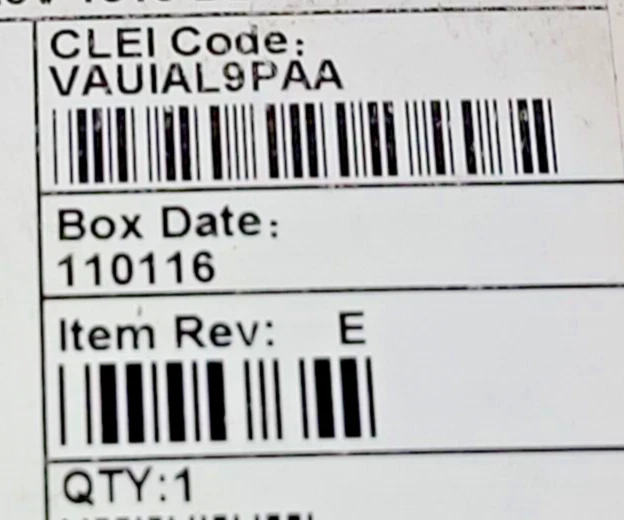 CLEI Code:
VAUIAL9PAA
Box Date:
110116
Item Rev: E
QTY:1